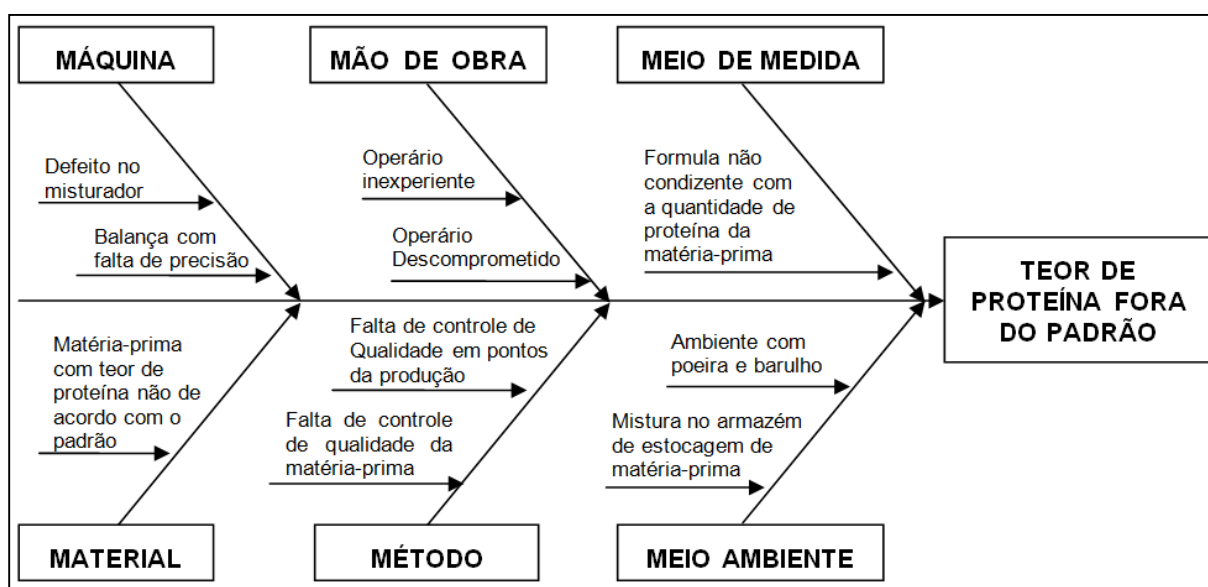 MÁQUINA
MÃO DE OBRA
MEIO DE MEDIDA
Defeito no
misturador
Balança com
falta de precisão
Operário
inexperiente
Operário
Descomprometido
Formula não
condizente com
a quantidade de
proteína da
matéria-prima
TEOR DE
PROTEÍNA FORA
DO PADRÃO
Matéria-prima
com teor de
proteína não de
acordo com o
padrão
Falta de controle de
Qualidade em pontos
da produção
Falta de controle
de qualidade da
matéria-prima
Ambiente com
poeira e barulho
Mistura no armazém
de estocagem de
matéria-prima
MATERIAL
MÉTODO
MEIO AMBIENTE